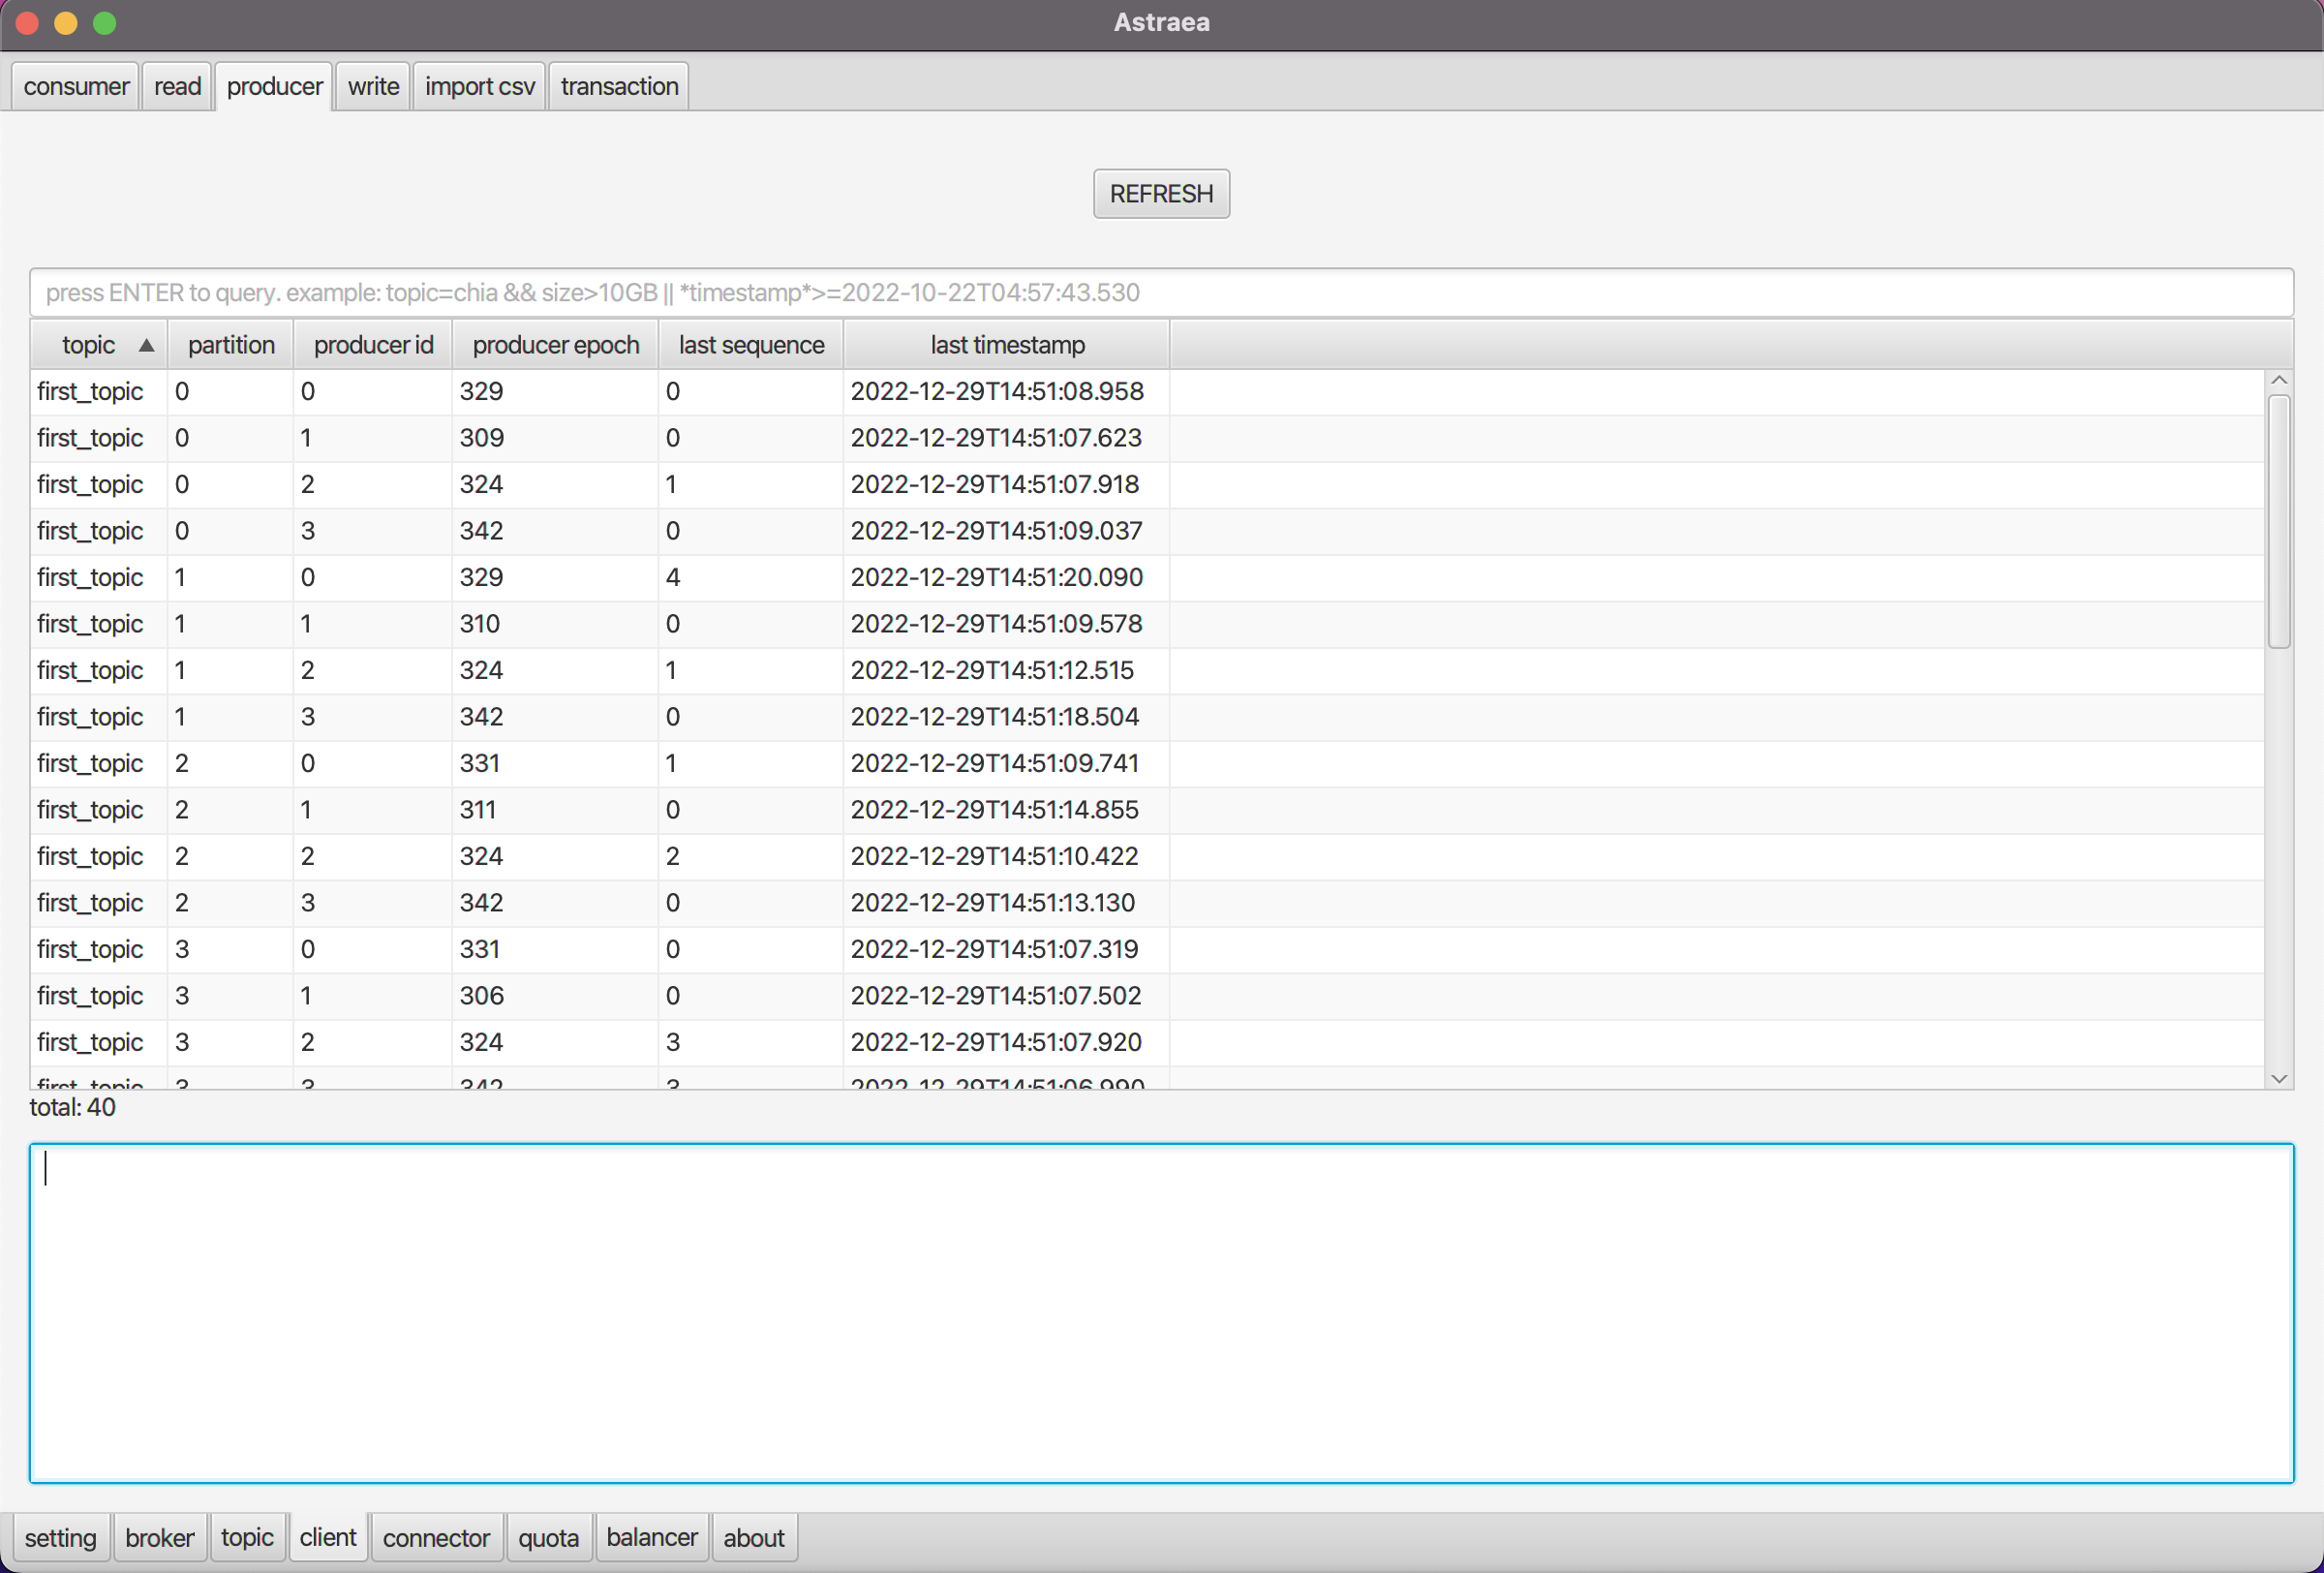 Astraea
consumer read producer write import csv transaction
REFRESH
press ENTER to query. example: topic=chia && size>10GB || *timestamp*>=2022-10-22T04:57:43.530
topic ▲ partition producer id producer epoch last sequence last timestamp
first_topic 0 0 329 0 2022-12-29T14:51:08.958
first_topic 0 1 309 0 2022-12-29T14:51:07.623
first_topic 0 2 324 1 2022-12-29T14:51:07.918
first_topic 0 3 342 0 2022-12-29T14:51:09.037
first_topic 1 0 329 4 2022-12-29T14:51:20.090
first_topic 1 1 310 0 2022-12-29T14:51:09.578
first_topic 1 2 324 1 2022-12-29T14:51:12.515
first_topic 1 3 342 0 2022-12-29T14:51:18.504
first_topic 2 0 331 1 2022-12-29T14:51:09.741
first_topic 2 1 311 0 2022-12-29T14:51:14.855
first_topic 2 2 324 2 2022-12-29T14:51:10.422
first_topic 2 3 342 0 2022-12-29T14:51:13.130
first_topic 3 0 331 0 2022-12-29T14:51:07.319
first_topic 3 1 306 0 2022-12-29T14:51:07.502
first_topic 3 2 324 3 2022-12-29T14:51:07.920
first_topic 3 3 342
total: 40
setting broker topic client connector quota balancer about